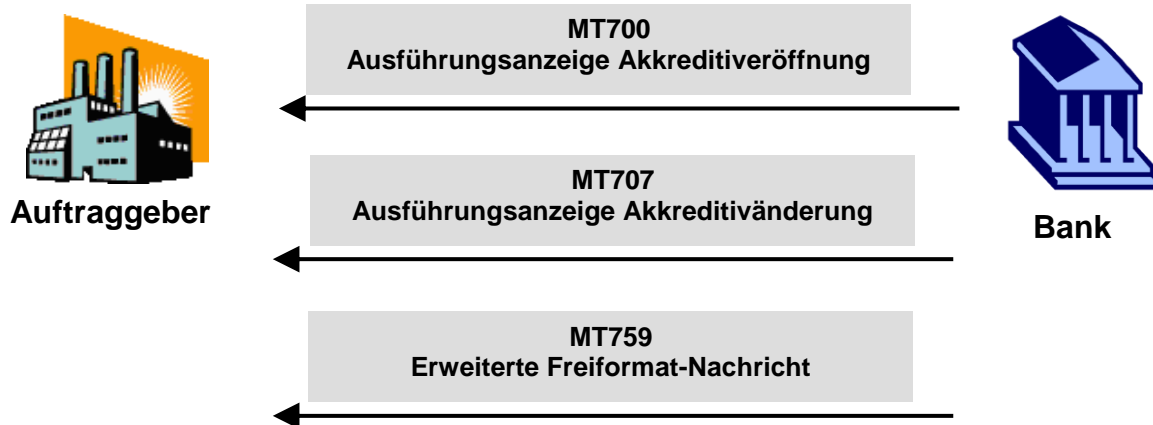 MT700
Ausführungsanzeige Akkreditiveröffnung
MT707
Ausführungsanzeige Akkreditivänderung
Auftraggeber
Bank
MT759
Erweiterte Freiformat-Nachricht